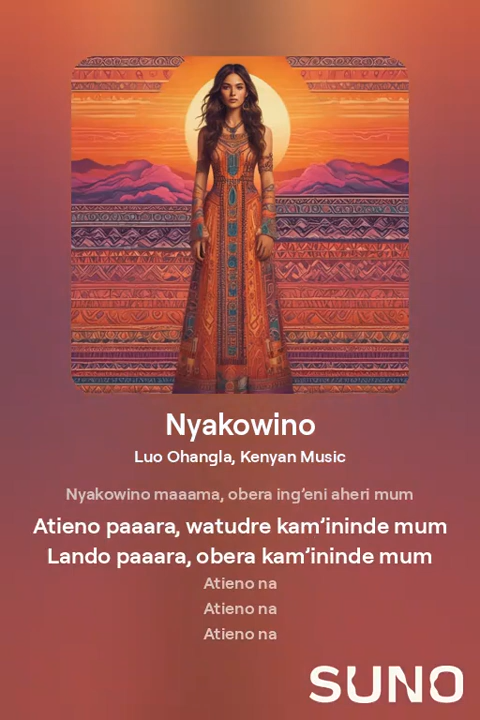 Nyakowino
Luo Ohangla, Kenyan Music
Nyakowino maaama, obera ing'eni aheri mum
Atieno paaara, watudre kam'ininde mum
Lando paaara, obera kam'ininde mum
Atieno na
Atieno na
Atieno na
SUNO